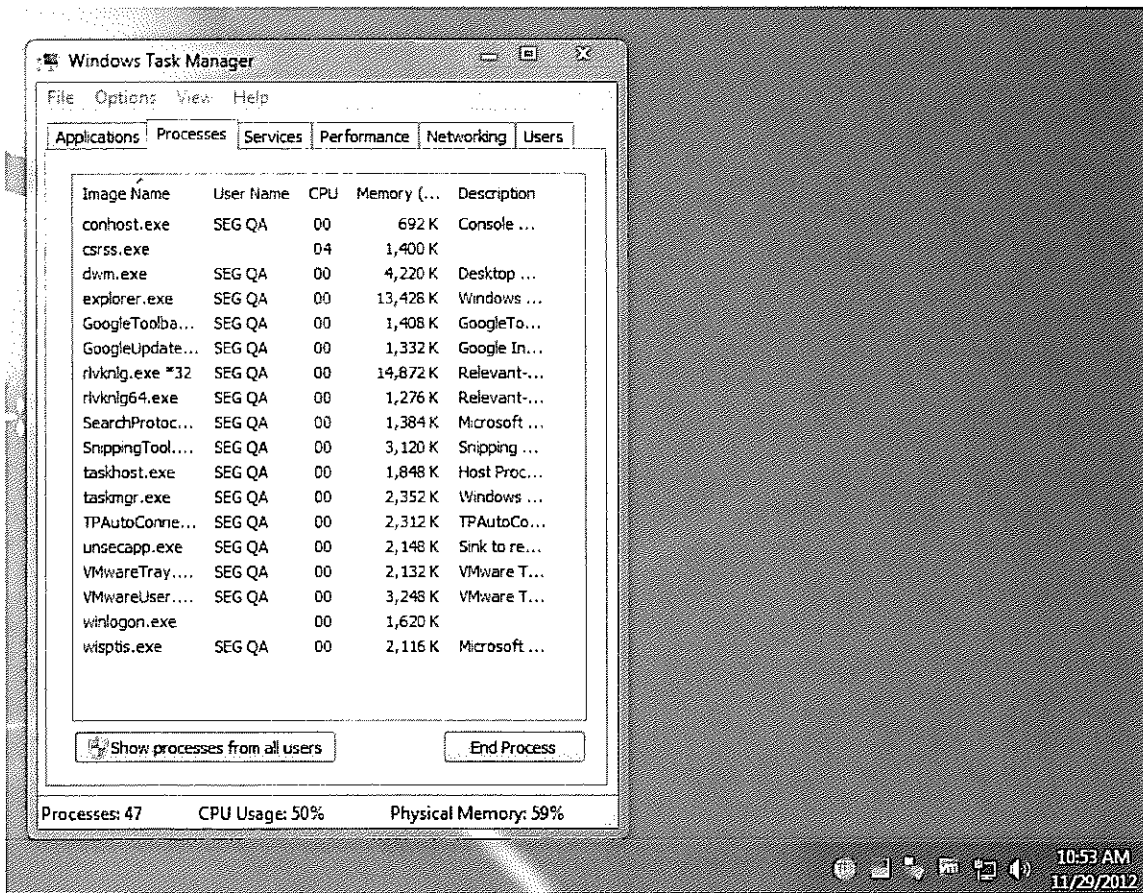 Windows Task Manager
File Options View Help
Applications Processes Services Performance Networking Users
Image Name User Name CPU Memory (... Description
conhost.exe SEG QA 00 692 K Console ...
csrss.exe 04 1,400 K
dwm.exe SEG QA 00 4,220 K Desktop ...
explorer.exe SEG QA 00 13,428 K Windows ...
GoogleToolba... SEG QA 00 1,408 K GoogleTo...
GoogleUpdate... SEG QA 00 1,332 K Google In...
rlvknlg.exe *32 SEG QA 00 14,872 K Relevant-...
rlvknlg64.exe SEG QA 00 1,276 K Relevant-...
SearchProtoc... SEG QA 00 1,384 K Microsoft ...
SnippingTool.... SEG QA 00 3,120 K Snipping ...
taskhost.exe SEG QA 00 1,848 K Host Proc...
taskmgr.exe SEG QA 00 2,352 K Windows ...
TPAutoConne... SEG QA 00 2,312 K TPAutoCo...
unsecapp.exe SEG QA 00 2,148 K Sink to re...
VMwareTray.... SEG QA 00 2,132 K VMware T...
VMwareUser.... SEG QA 00 3,248 K VMware T...
winlogon.exe 00 1,620 K
wisptis.exe SEG QA 00 2,116 K Microsoft ...
Show processes from all users End Process
Processes: 47 CPU Usage: 50% Physical Memory: 59%
10:53 AM
11/29/2012